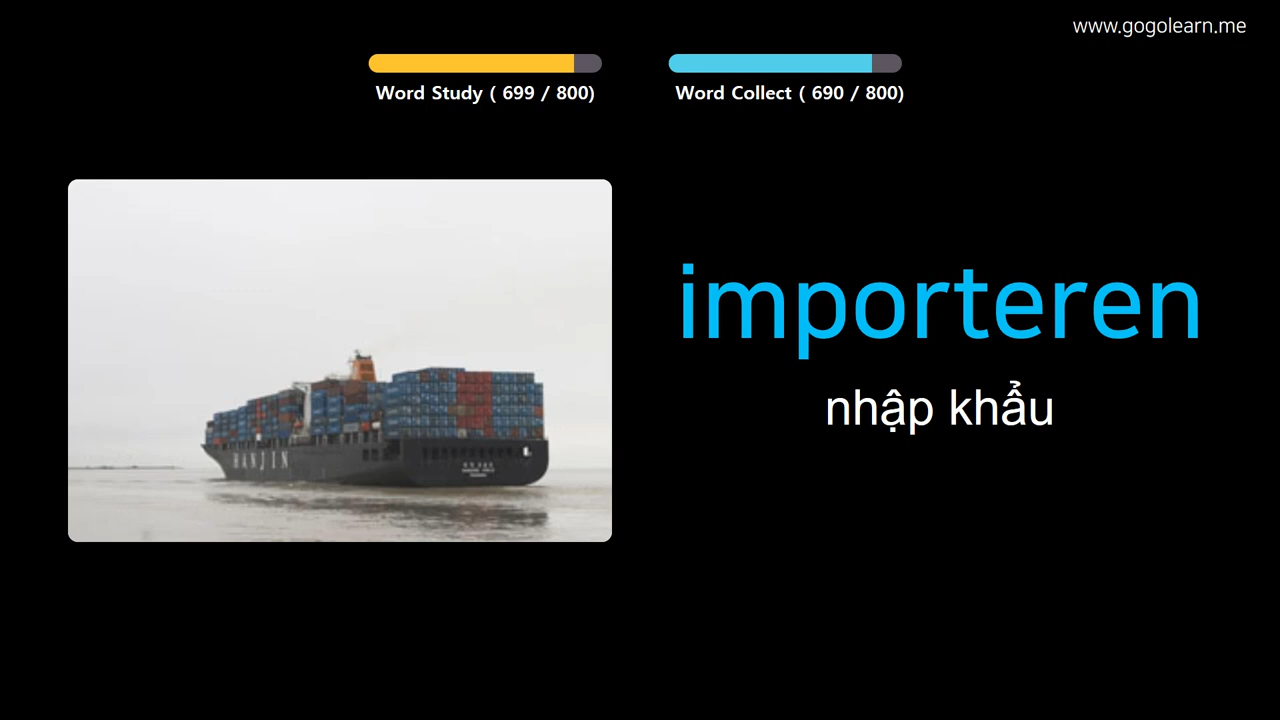 www.gogolearn.me
Word Study ( 699 / 800)
Word Collect ( 690 / 800)
importeren
nhập khẩu
HANJIN